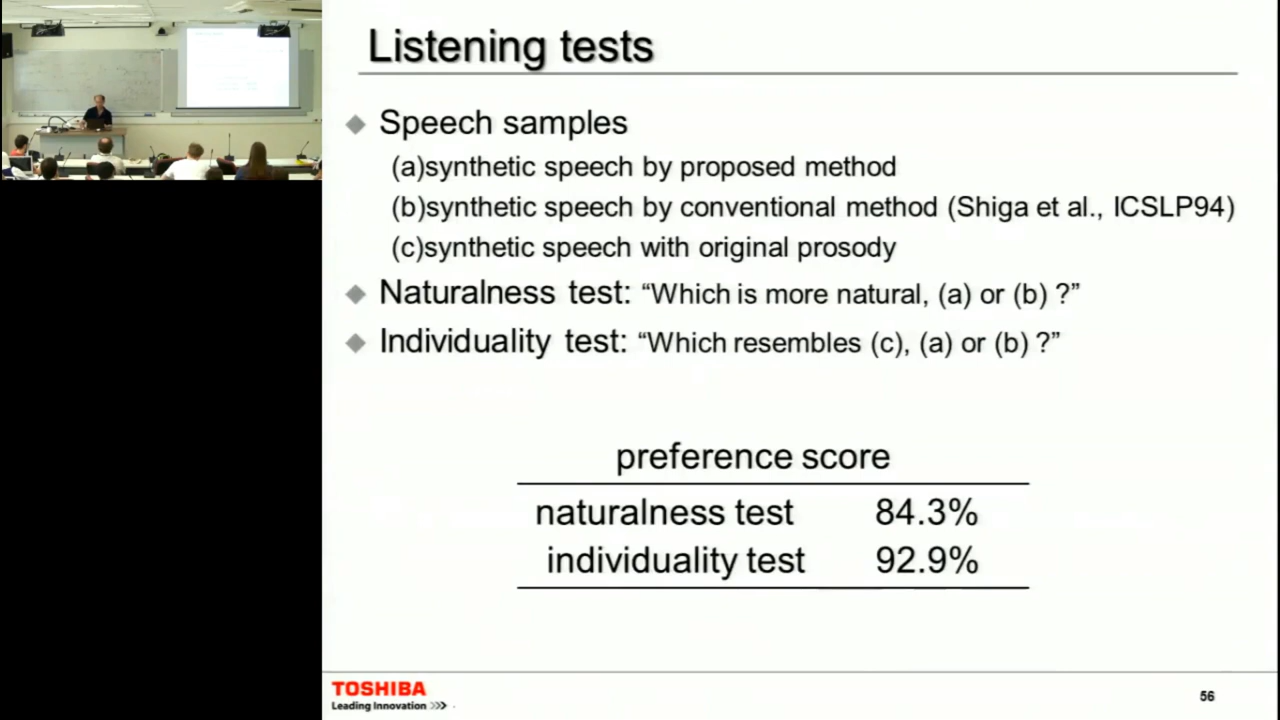 Listening tests
Speech samples
(a)synthetic speech by proposed method
(b)synthetic speech by conventional method (Shiga et al., ICSLP94)
(c)synthetic speech with original prosody
Naturalness test: “Which is more natural, (a) or (b) ?”
Individuality test: “Which resembles (c), (a) or (b) ?”
preference score
naturalness test 84.3%
individuality test 92.9%
TOSHIBA
Leading Innovation >>>
56